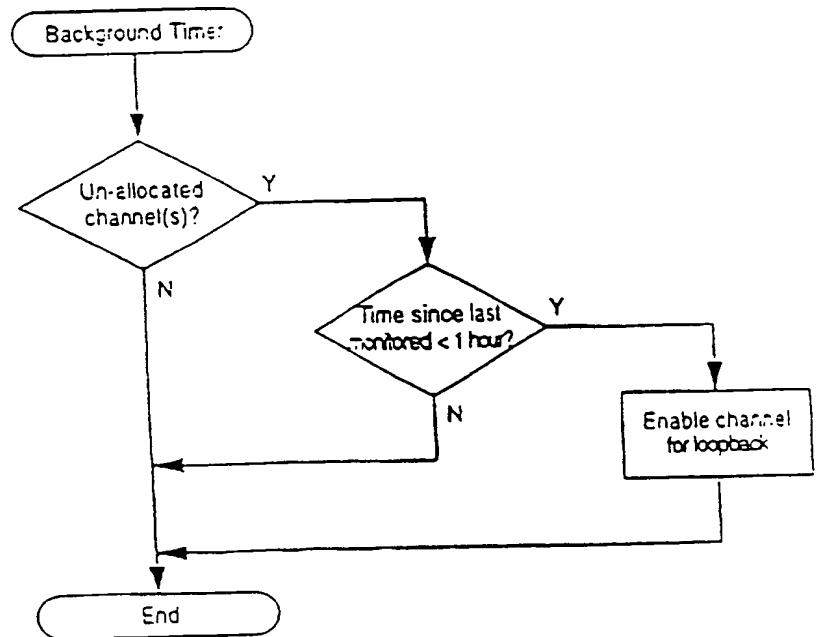 Background Timer
Un-allocated
channel(s)?
Y
N
Time since last
monitored < 1 hour?
Y
N
Enable channel
for loopback
End